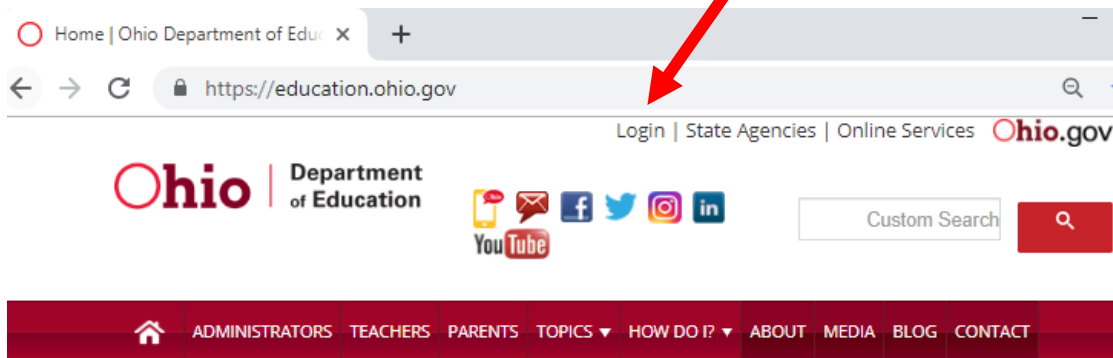 Home | Ohio Department of Educ
https://education.ohio.gov
Login | State Agencies | Online Services Ohio.gov
Ohio Department
of Education
Custom Search
YouTube
ADMINISTRATORS TEACHERS PARENTS TOPICS ▼ HOW DO I? ▼ ABOUT MEDIA BLOG CONTACT